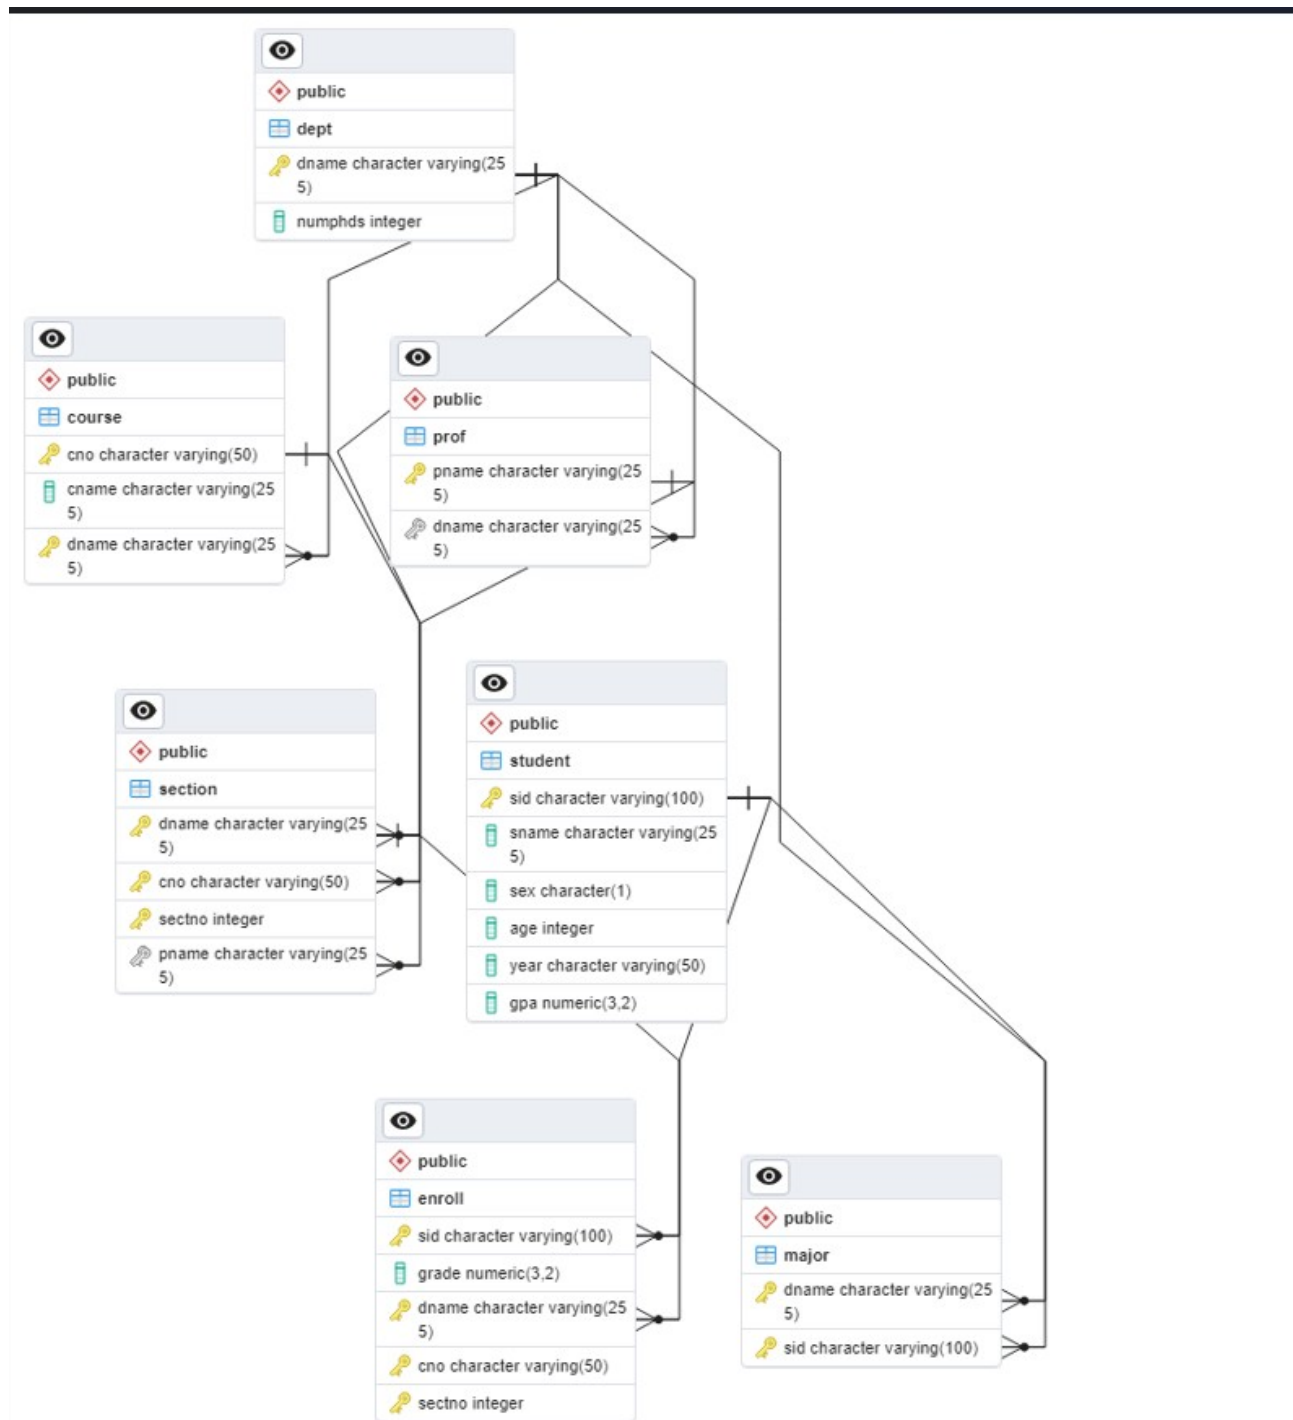 public
dept
dname character varying(25
5)
numphds integer
public
course
cno character varying(50)
cname character varying(25
5)
dname character varying(25
5)
public
prof
pname character varying(25
5)
dname character varying(25
5)
public
section
dname character varying(25
5)
cno character varying(50)
sectno integer
pname character varying(25
5)
public
student
sid character varying(100)
sname character varying(25
5)
sex character(1)
age integer
year character varying(50)
gpa numeric(3,2)
public
enroll
sid character varying(100)
grade numeric(3,2)
dname character varying(25
5)
cno character varying(50)
sectno integer
public
major
dname character varying(25
5)
sid character varying(100)